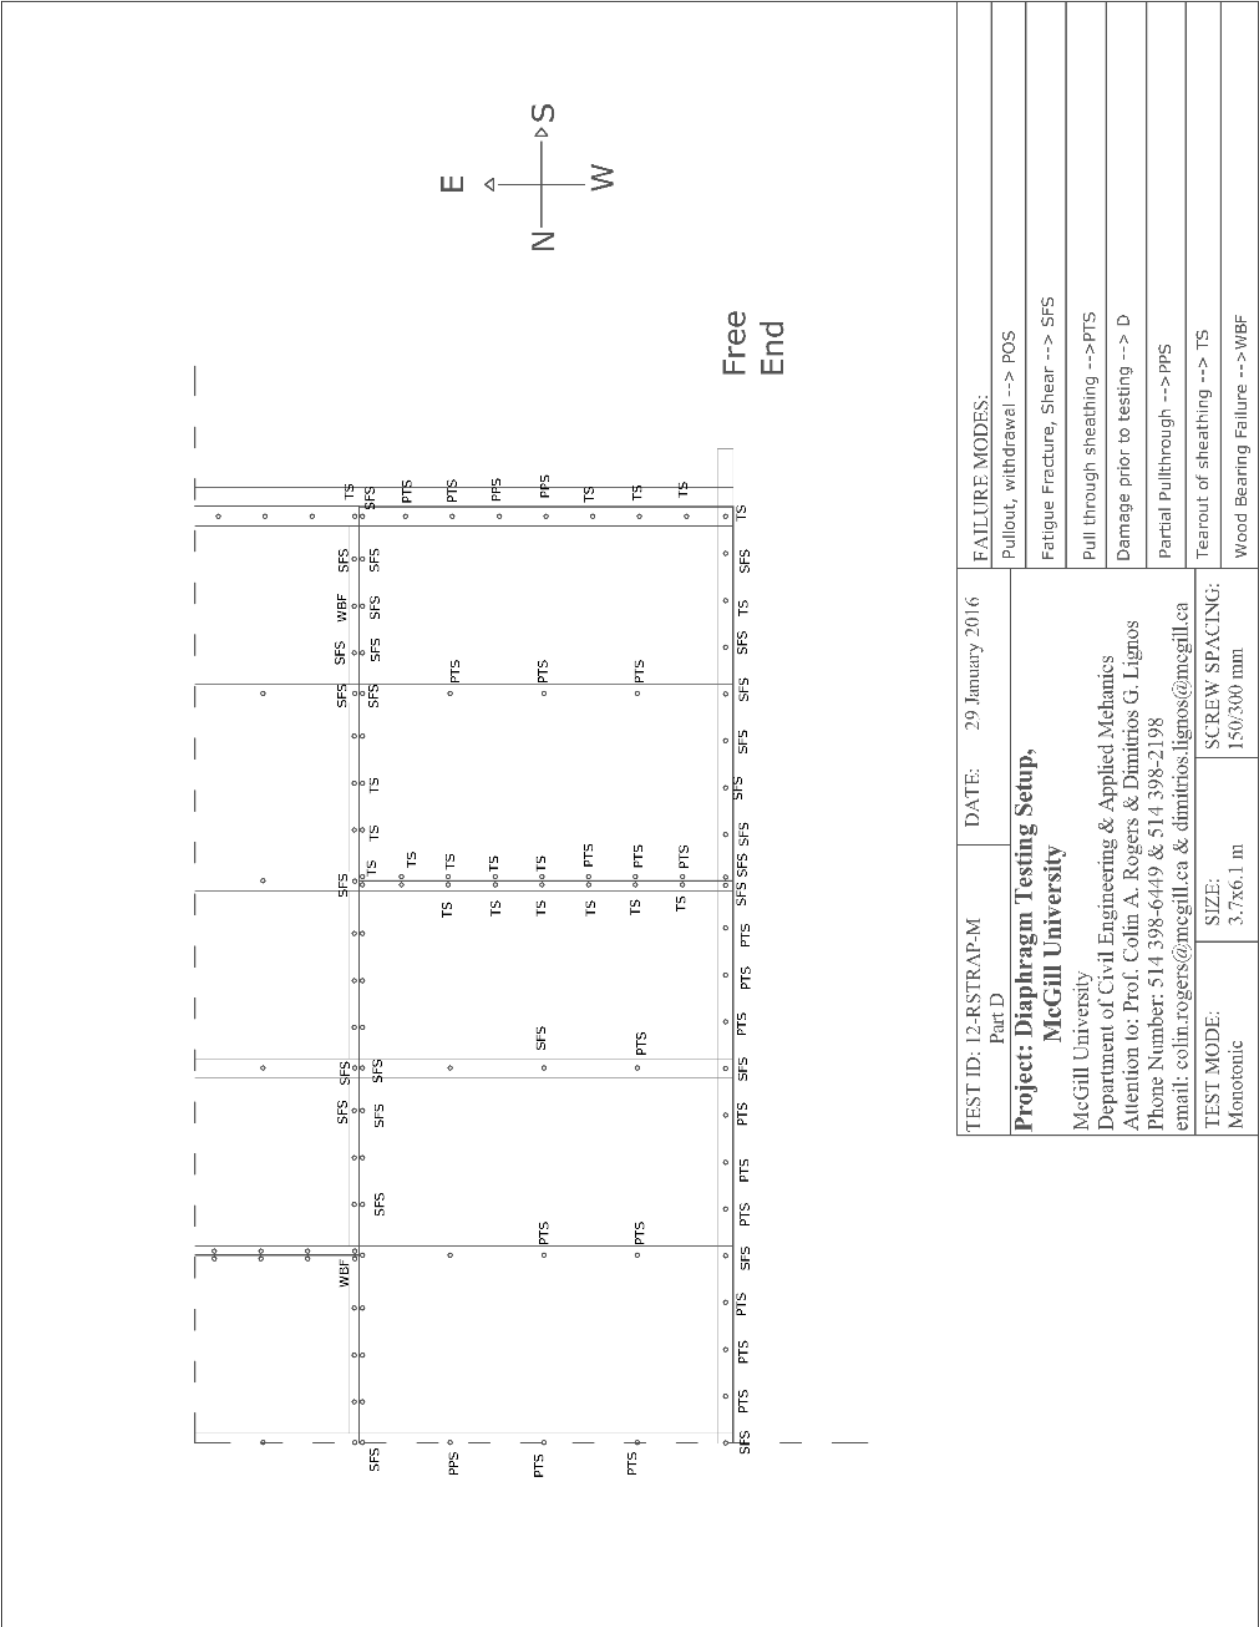 WBF SFS SFS SFS SFS SFS WBF SFS TS
SFS SFS SFS SFS TS TS TS SFS SFS SFS SFS SFS
TS PTS
PPS TS TS PTS PTS
E
TS TS PPS
PTS PTS SFS TS TS PTS PPS
N S
TS PTS TS
W
PTS PTS PTS PTS PTS PTS TS
TS PTS TS
SFS PTS PTS PTS SFS PTS PTS PTS SFS PTS PTS PTS SFS SFS SFS SFS SFS SFS SFS TS SFS TS
Free
End
TEST ID: 12-RSTRAP-M
Part D
DATE: 29 January 2016
Project: Diaphragm Testing Setup,
McGill University
McGill University
Department of Civil Engineering & Applied Mehanics
Attention to: Prof. Colin A. Rogers & Dimitrios G. Lignos
Phone Number: 514 398-6449 & 514 398-2198
email: colin.rogers@mcgill.ca & dimitrios.lignos@mcgill.ca
TEST MODE:
Monotonic
SIZE:
3.7x6.1 m
SCREW SPACING:
150/300 mm
FAILURE MODES:
Pullout, withdrawal --> POS
Fatigue Fracture, Shear --> SFS
Pull through sheathing -->PTS
Damage prior to testing --> D
Partial Pullthrough -->PPS
Tearout of sheathing --> TS
Wood Bearing Failure -->WBF